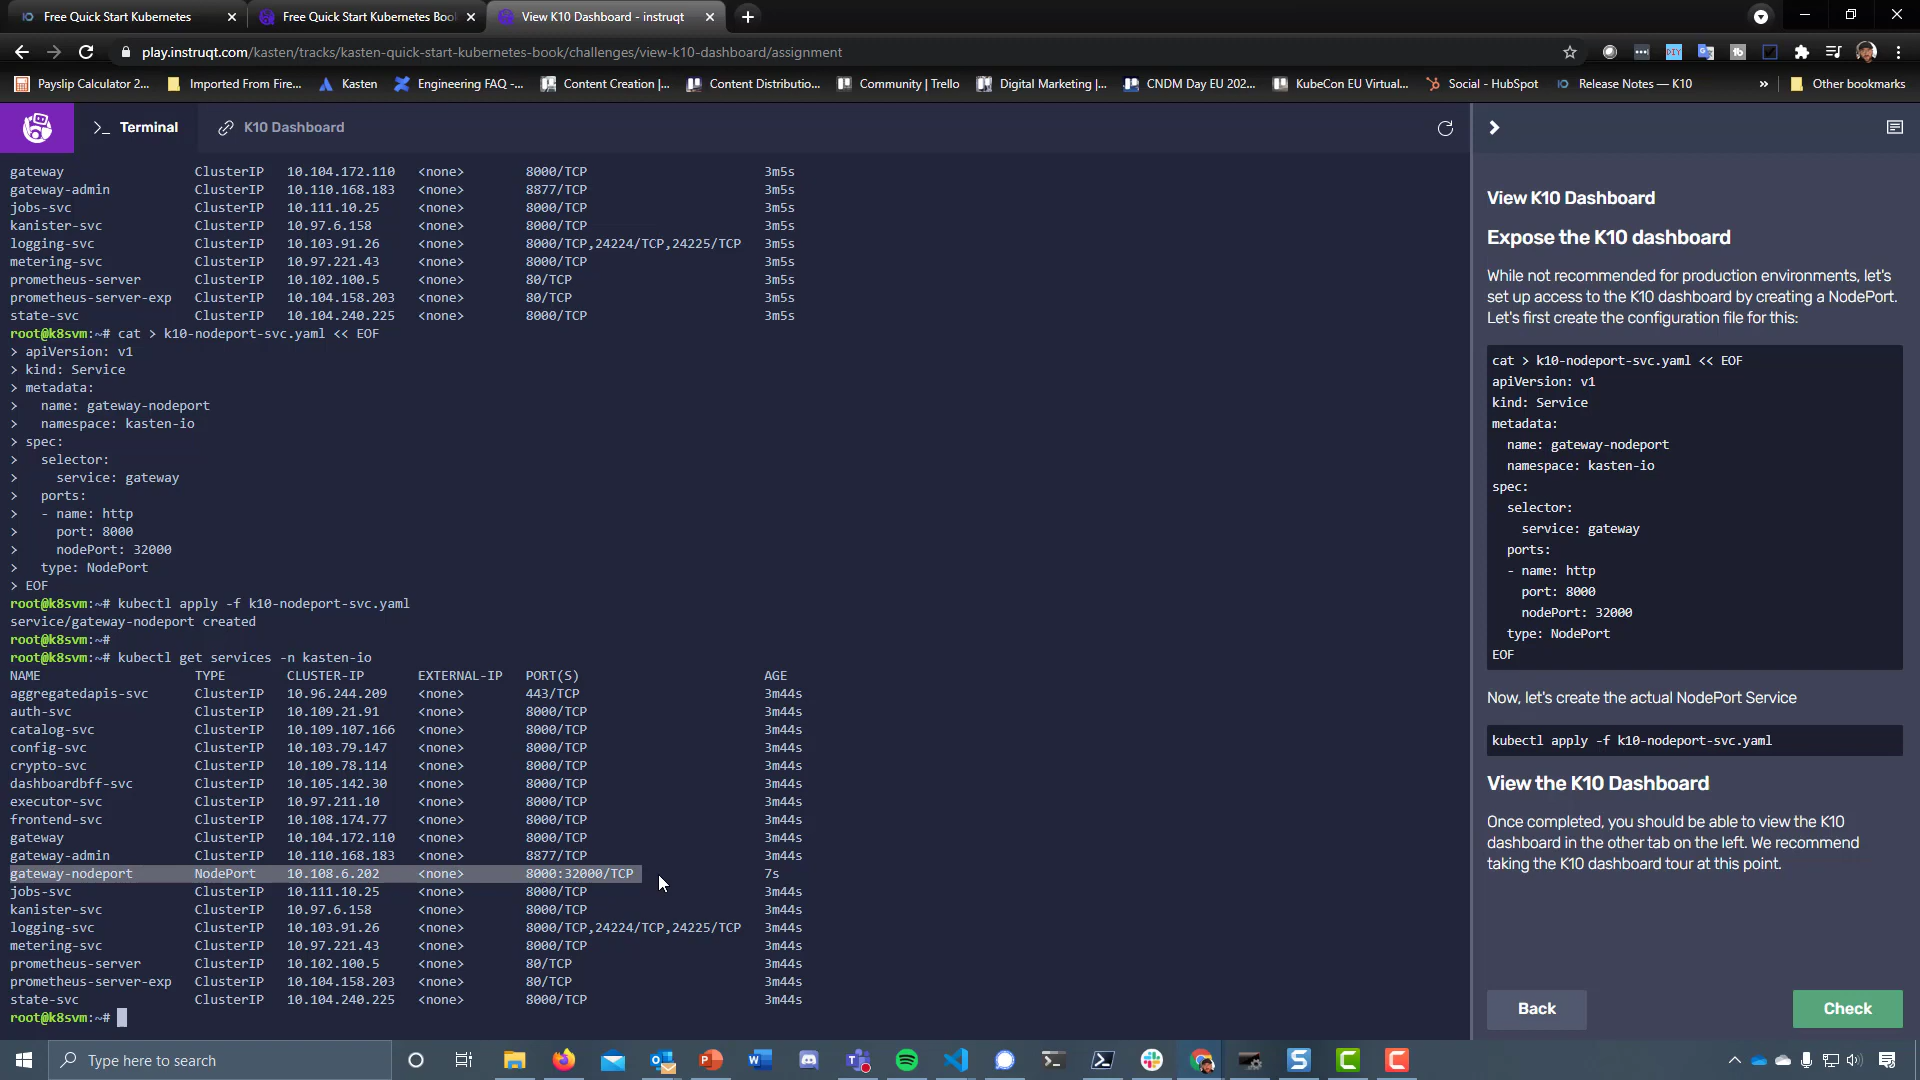 Free Quick Start Kubernetes
Free Quick Start Kubernetes Boo
View K10 Dashboard - instruqt
play.instruqt.com/kasten/tracks/kasten-quick-start-kubernetes-book/challenges/view-k10-dashboard/assignment
Payslip Calculator 2...
Imported From Fire...
Kasten
Engineering FAQ -...
Content Creation |...
Content Distributio...
Community | Trello
Digital Marketing |...
CNDM Day EU 202...
KubeCon EU Virtual...
Social - HubSpot
Release Notes — K10
»
Other bookmarks
>_ Terminal
K10 Dashboard
gateway ClusterIP 10.104.172.110 <none> 8000/TCP 3m5s
gateway-admin ClusterIP 10.110.168.183 <none> 8877/TCP 3m5s
jobs-svc ClusterIP 10.111.10.25 <none> 8000/TCP 3m5s
kanister-svc ClusterIP 10.97.6.158 <none> 8000/TCP 3m5s
logging-svc ClusterIP 10.103.91.26 <none> 8000/TCP,24224/TCP,24225/TCP 3m5s
metering-svc ClusterIP 10.97.221.43 <none> 8000/TCP 3m5s
prometheus-server ClusterIP 10.102.100.5 <none> 80/TCP 3m5s
prometheus-server-exp ClusterIP 10.104.158.203 <none> 80/TCP 3m5s
state-svc ClusterIP 10.104.240.225 <none> 8000/TCP 3m5s
root@k8svm:~# cat > k10-nodeport-svc.yaml << EOF
> apiVersion: v1
> kind: Service
> metadata:
>   name: gateway-nodeport
>   namespace: kasten-io
> spec:
>   selector:
>     service: gateway
>   ports:
>   - name: http
>     port: 8000
>     nodePort: 32000
>   type: NodePort
> EOF
root@k8svm:~# kubectl apply -f k10-nodeport-svc.yaml
service/gateway-nodeport created
root@k8svm:~#
root@k8svm:~# kubectl get services -n kasten-io
NAME TYPE CLUSTER-IP EXTERNAL-IP PORT(S) AGE
aggregatedapis-svc ClusterIP 10.96.244.209 <none> 443/TCP 3m44s
auth-svc ClusterIP 10.109.21.91 <none> 8000/TCP 3m44s
catalog-svc ClusterIP 10.109.107.166 <none> 8000/TCP 3m44s
config-svc ClusterIP 10.103.79.147 <none> 8000/TCP 3m44s
crypto-svc ClusterIP 10.109.78.114 <none> 8000/TCP 3m44s
dashboardbff-svc ClusterIP 10.105.142.30 <none> 8000/TCP 3m44s
executor-svc ClusterIP 10.97.211.10 <none> 8000/TCP 3m44s
frontend-svc ClusterIP 10.108.174.77 <none> 8000/TCP 3m44s
gateway ClusterIP 10.104.172.110 <none> 8000/TCP 3m44s
gateway-admin ClusterIP 10.110.168.183 <none> 8877/TCP 3m44s
gateway-nodeport NodePort 10.108.6.202 <none> 8000:32000/TCP 7s
jobs-svc ClusterIP 10.111.10.25 <none> 8000/TCP 3m44s
kanister-svc ClusterIP 10.97.6.158 <none> 8000/TCP 3m44s
logging-svc ClusterIP 10.103.91.26 <none> 8000/TCP,24224/TCP,24225/TCP 3m44s
metering-svc ClusterIP 10.97.221.43 <none> 8000/TCP 3m44s
prometheus-server ClusterIP 10.102.100.5 <none> 80/TCP 3m44s
prometheus-server-exp ClusterIP 10.104.158.203 <none> 80/TCP 3m44s
state-svc ClusterIP 10.104.240.225 <none> 8000/TCP 3m44s
root@k8svm:~#
View K10 Dashboard
Expose the K10 dashboard
While not recommended for production environments, let's
set up access to the K10 dashboard by creating a NodePort.
Let's first create the configuration file for this:
cat > k10-nodeport-svc.yaml << EOF
apiVersion: v1
kind: Service
metadata:
  name: gateway-nodeport
  namespace: kasten-io
spec:
  selector:
    service: gateway
  ports:
  - name: http
    port: 8000
    nodePort: 32000
  type: NodePort
EOF
Now, let's create the actual NodePort Service
kubectl apply -f k10-nodeport-svc.yaml
View the K10 Dashboard
Once completed, you should be able to view the K10
dashboard in the other tab on the left. We recommend
taking the K10 dashboard tour at this point.
Back
Check
Type here to search